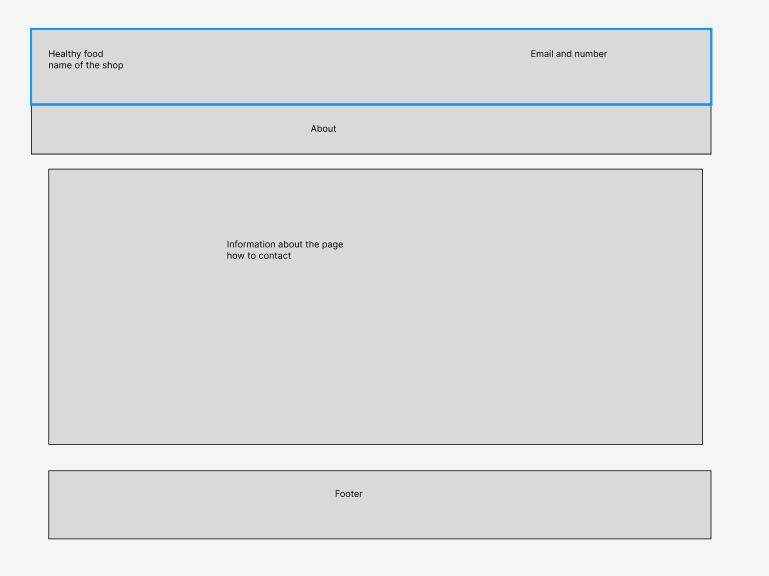 Healthy food
name of the shop
Email and number
About
Information about the page
how to contact
Footer